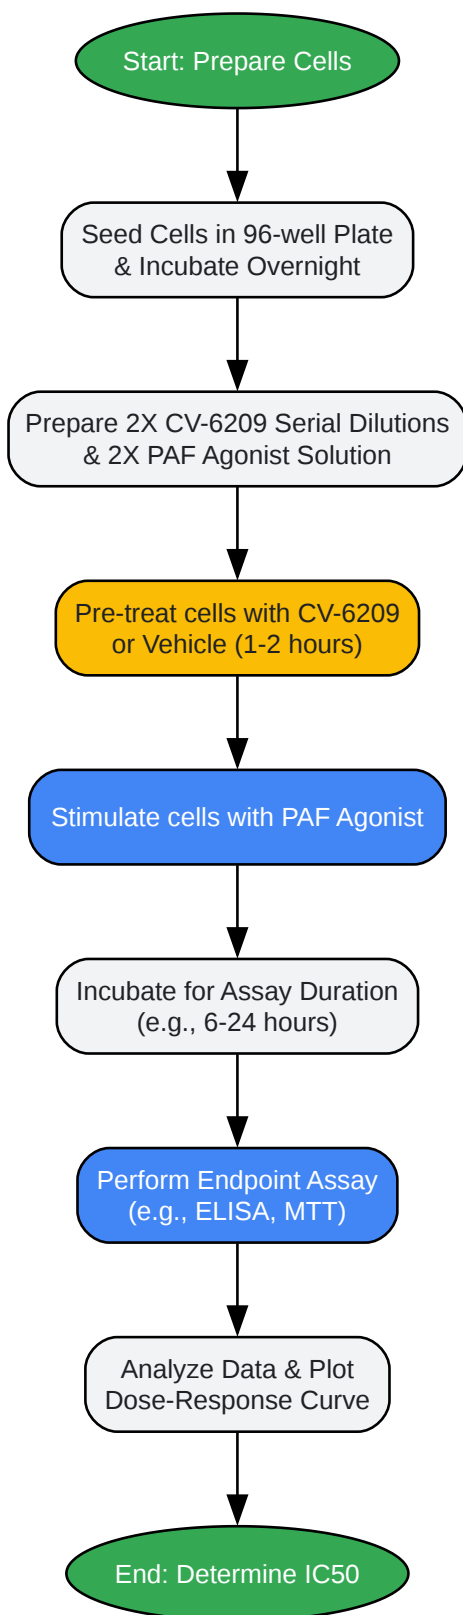 Start: Prepare Cells
Seed Cells in 96-well Plate
& Incubate Overnight
Prepare 2X CV-6209 Serial Dilutions
& 2X PAF Agonist Solution
Pre-treat cells with CV-6209
or Vehicle (1-2 hours)
Stimulate cells with PAF Agonist
Incubate for Assay Duration
(e.g., 6-24 hours)
Perform Endpoint Assay
(e.g., ELISA, MTT)
Analyze Data & Plot
Dose-Response Curve
End: Determine IC50